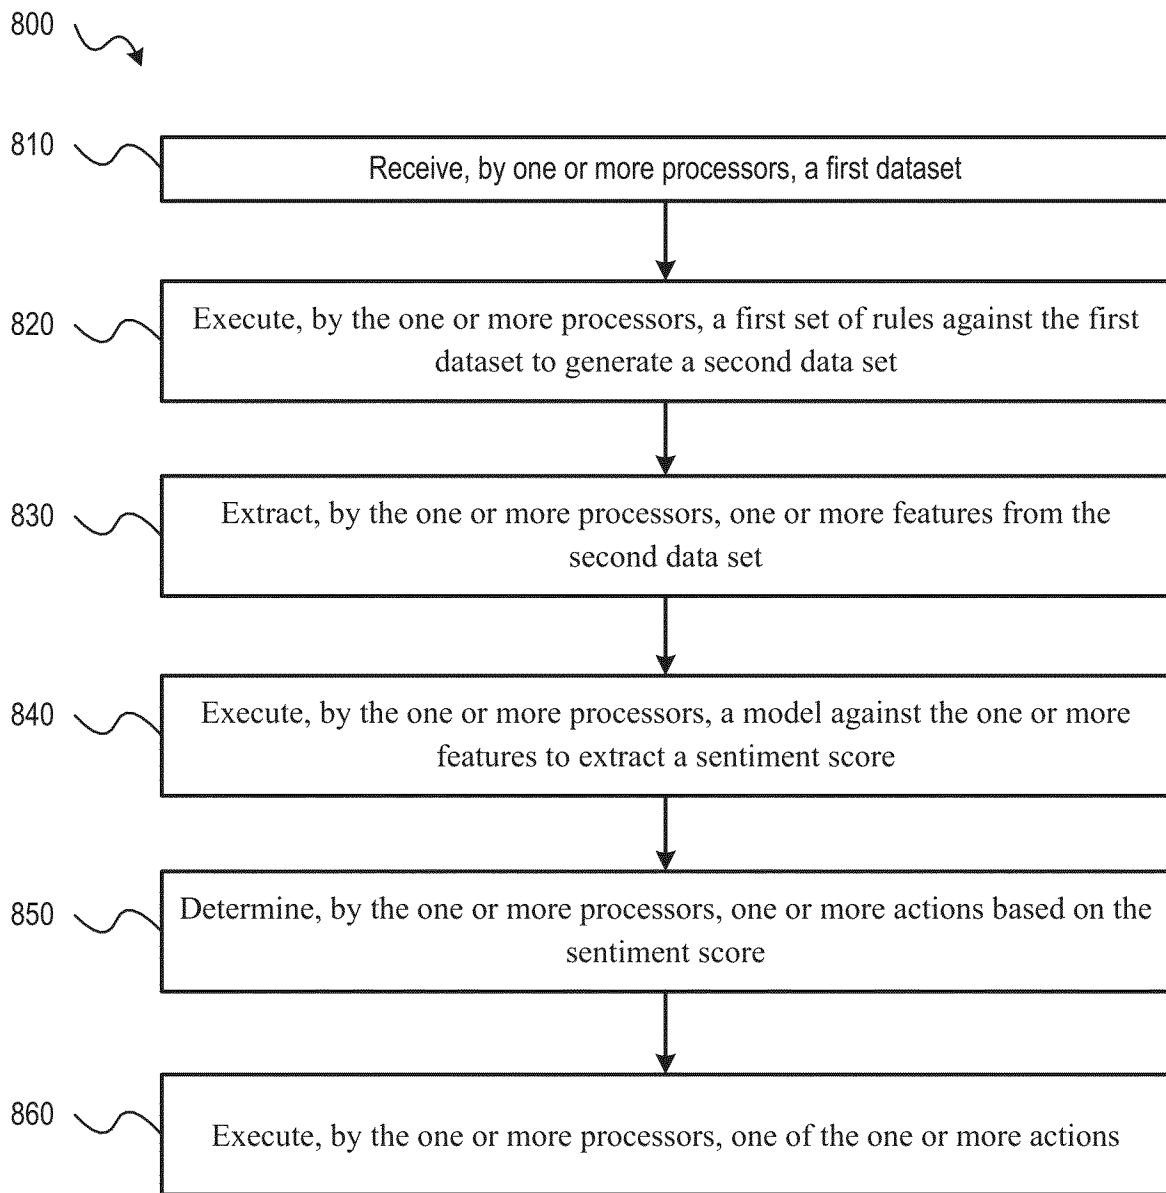 800
810
Receive, by one or more processors, a first dataset
820
Execute, by the one or more processors, a first set of rules against the first
dataset to generate a second data set
830
Extract, by the one or more processors, one or more features from the
second data set
840
Execute, by the one or more processors, a model against the one or more
features to extract a sentiment score
850
Determine, by the one or more processors, one or more actions based on the
sentiment score
860
Execute, by the one or more processors, one of the one or more actions